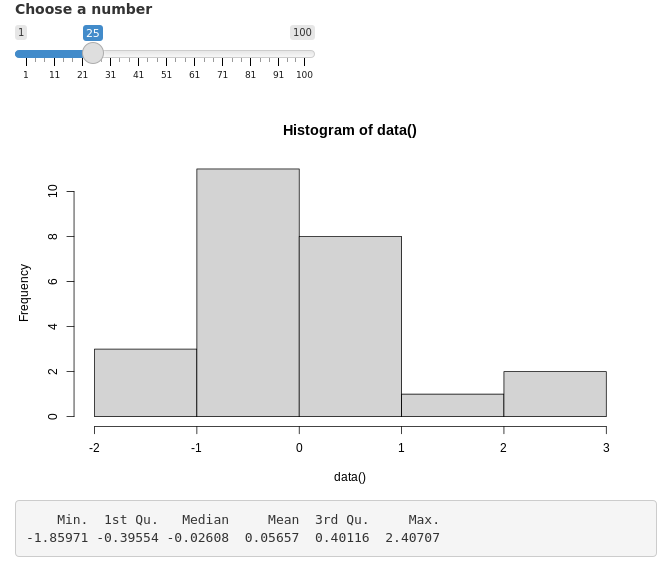 Choose a number
1 25 100
1 11 21 31 41 51 61 71 81 91 100
Histogram of data()
Frequency
10
8
6
4
2
0
-2 -1 0 1 2 3
data()
Min. 1st Qu. Median Mean 3rd Qu. Max.
-1.85971 -0.39554 -0.02608 0.05657 0.40116 2.40707